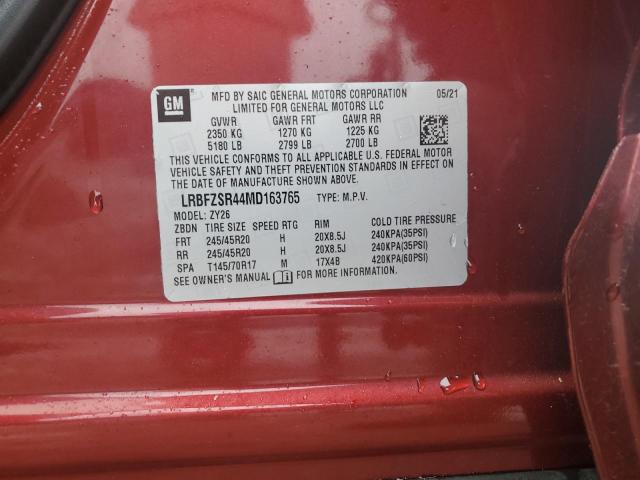 GM
MFD BY SAIC GENERAL MOTORS CORPORATION 05/21
LIMITED FOR GENERAL MOTORS LLC
GVWR GAWR FRT GAWR RR
2350 KG 1270 KG 1225 KG
5180 LB 2799 LB 2700 LB
THIS VEHICLE CONFORMS TO ALL APPLICABLE U.S. FEDERAL MOTOR
VEHICLE SAFETY AND THEFT PREVENTION STANDARDS IN EFFECT ON
THE DATE OF MANUFACTURE SHOWN ABOVE.
LRBFZSR44MD163765 TYPE: M.P.V.
MODEL: ZY26
ZBDN TIRE SIZE SPEED RTG RIM COLD TIRE PRESSURE
FRT 245/45R20 H 20X8.5J 240KPA(35PSI)
RR 245/45R20 H 20X8.5J 240KPA(35PSI)
SPA T145/70R17 M 17X4B 420KPA(60PSI)
SEE OWNER'S MANUAL FOR MORE INFORMATION